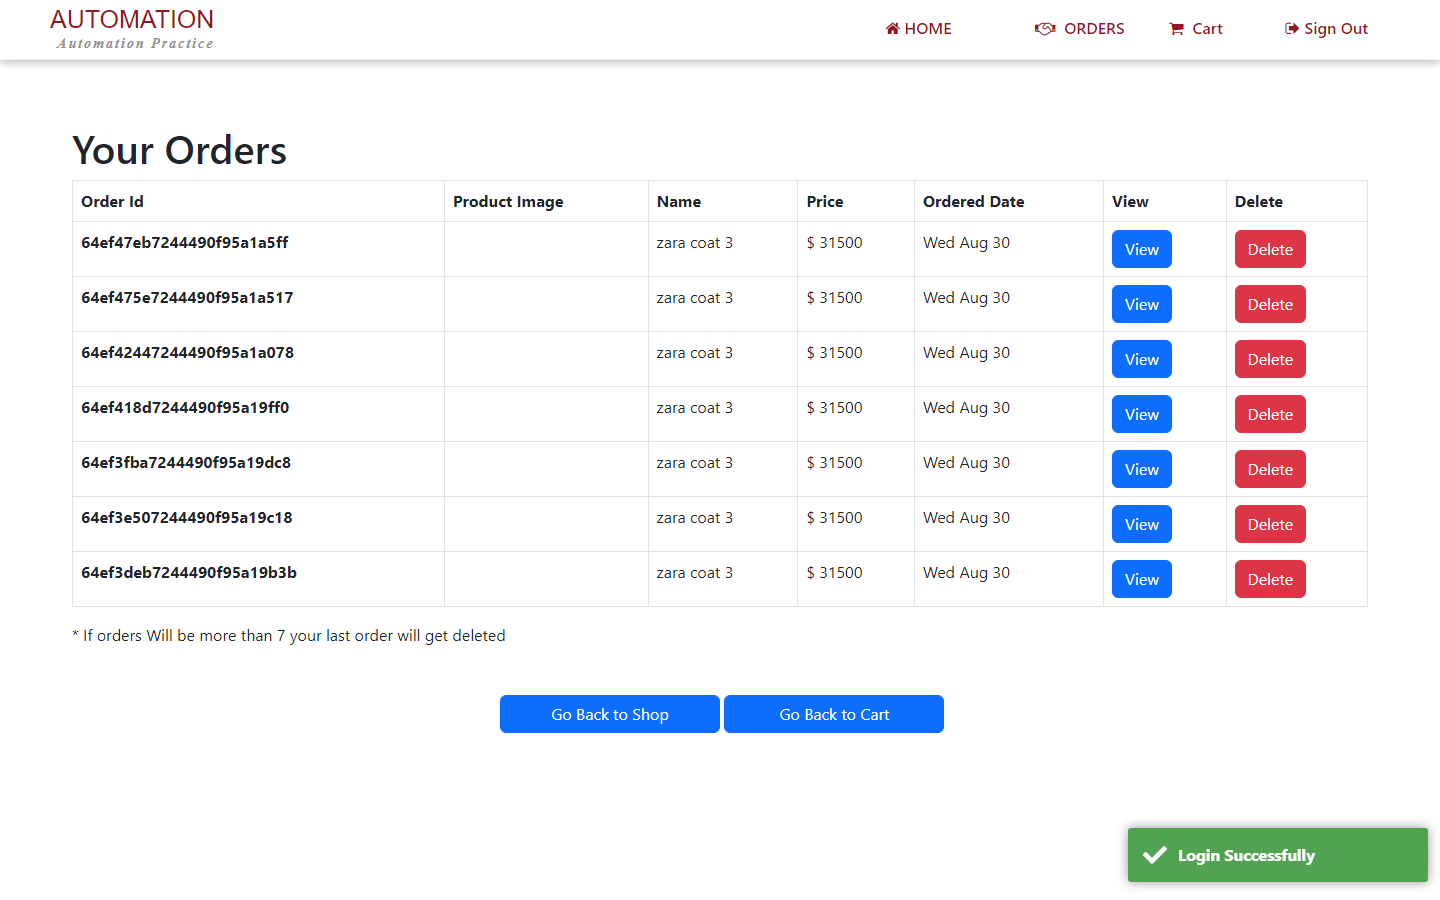 AUTOMATION
Automation Practice
HOME
ORDERS
Cart
Sign Out
Your Orders
Order Id Product Image Name Price Ordered Date View Delete
64ef47eb7244490f95a1a5ff zara coat 3 $ 31500 Wed Aug 30 View Delete
64ef475e7244490f95a1a517 zara coat 3 $ 31500 Wed Aug 30 View Delete
64ef42447244490f95a1a078 zara coat 3 $ 31500 Wed Aug 30 View Delete
64ef418d7244490f95a19ff0 zara coat 3 $ 31500 Wed Aug 30 View Delete
64ef3fba7244490f95a19dc8 zara coat 3 $ 31500 Wed Aug 30 View Delete
64ef3e507244490f95a19c18 zara coat 3 $ 31500 Wed Aug 30 View Delete
64ef3deb7244490f95a19b3b zara coat 3 $ 31500 Wed Aug 30 View Delete
* If orders Will be more than 7 your last order will get deleted
Go Back to Shop Go Back to Cart
Login Successfully